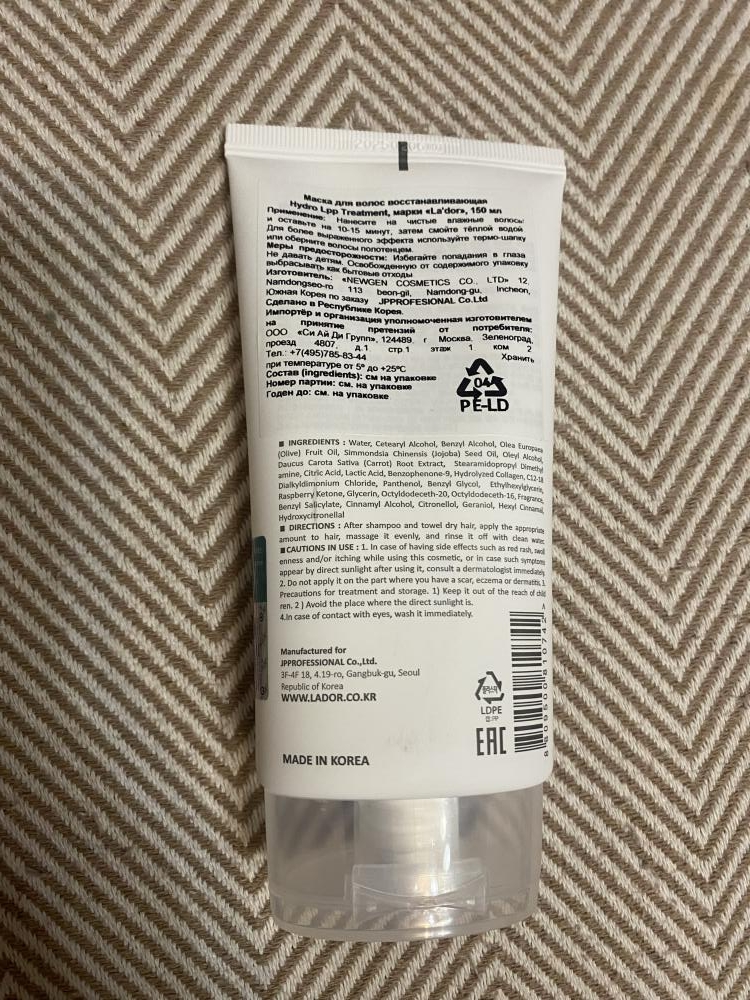 Маска для волос восстанавливающая
Hydro Lpp Treatment, марки «La'dor», 150 мл
Применение: Нанесите на чистые влажные волосы
и оставьте на 10-15 минут, затем смойте тёплой водой
Для более выраженного эффекта используйте термо-шапку
или оберните волосы полотенцем.
Меры предосторожности: Избегайте попадания в глаза
Не давать детям. Освобожденную от содержимого упаковку
выбрасывать как бытовые отходы
Изготовитель: «NEWGEN COSMETICS CO., LTD» 12,
Namdongseo-ro 113 beon-gil, Namdong-gu, Incheon,
Южная Корея по заказу JPPROFESIONAL Co.Ltd
Сделано в Республике Корея.
Импортёр и организация уполномоченная изготовителем
на принятие претензий от потребителя:
ООО «Си Ай Ди Групп», 124489, г Москва, Зеленоград,
проезд 4807, д.1 стр 1 этаж 1 ком 2
Тел.: +7(495)785-83-44 Хранить
при температуре от 5º до +25ºС
Состав (ingredients): см на упаковке
Номер партии: см. на упаковке
Годен до: см. на упаковке
04
PE-LD
■ INGREDIENTS : Water, Cetearyl Alcohol, Benzyl Alcohol, Olea Europaea
(Olive) Fruit Oil, Simmondsia Chinensis (Jojoba) Seed Oil, Oleyl Alcohol,
Daucus Carota Sativa (Carrot) Root Extract, Stearamidopropyl Dimethyl
amine, Citric Acid, Lactic Acid, Benzophenone-9, Hydrolyzed Collagen, C12-18
Dialkyldimonium Chloride, Panthenol, Benzyl Glycol, Ethylhexylglycerin,
Raspberry Ketone, Glycerin, Octyldodeceth-20, Octyldodeceth-16, Fragrance,
Benzyl Salicylate, Cinnamyl Alcohol, Citronellol, Geraniol, Hexyl Cinnamal,
Hydroxycitronellal
■ DIRECTIONS : After shampoo and towel dry hair, apply the appropriate
amount to hair, massage it evenly, and rinse it off with clean water.
■ CAUTIONS IN USE : 1. In case of having side effects such as red rash, swoll
enness and/or itching while using this cosmetic, or in case such symptoms
appear by direct sunlight after using it, consult a dermatologist immediately.
2. Do not apply it on the part where you have a scar, eczema or dermatitis. 3.
Precautions for treatment and storage. 1) Keep it out of the reach of child
ren. 2 ) Avoid the place where the direct sunlight is.
4.In case of contact with eyes, wash it immediately.
Manufactured for
JPPROFESSIONAL Co.,Ltd.
3F-4F 18, 4.19-ro, Gangbuk-gu, Seoul
Republic of Korea
WWW.LADOR.CO.KR
MADE IN KOREA
플라스틱
LDPE
EAC
8 809500 810742 >